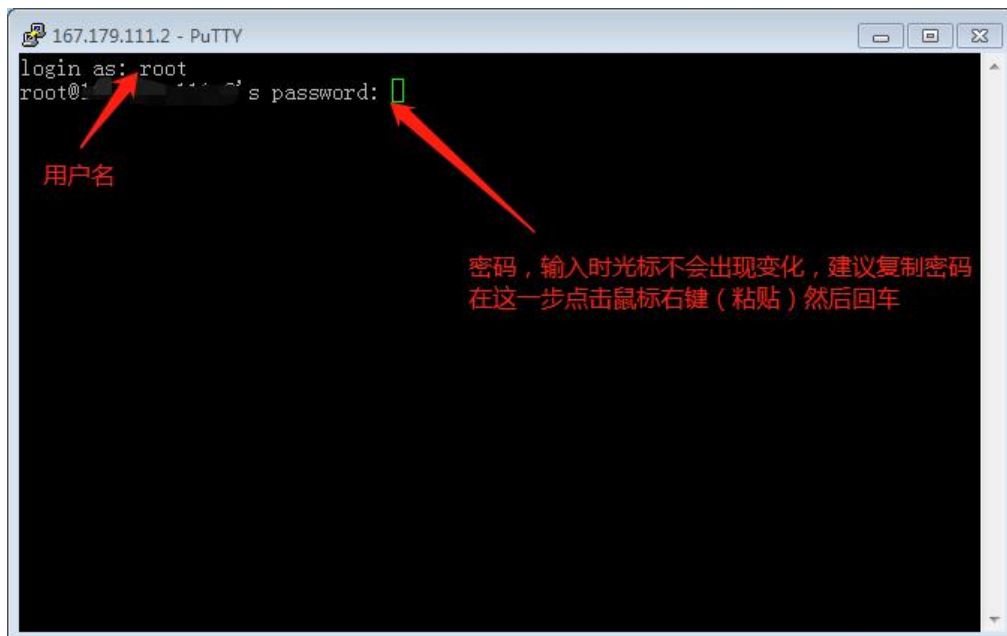 167.179.111.2 - PuTTY
login as: root
root@ 's password:
用户名
密码，输入时光标不会出现变化，建议复制密码
在这一步点击鼠标右键（粘贴）然后回车